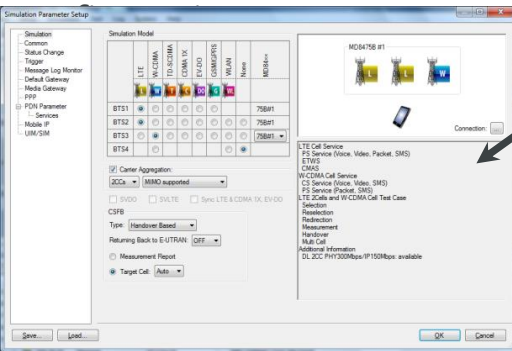 Simulation Parameter Setup
Simulation
Common
Status Change
Trigger
Message Log Monitor
Default Gateway
Media Gateway
PPP
PDN Parameter
Services
Mobile IP
UIM/SIM
Simulation Model
LTE
W-CDMA
TD-SCDMA
CDMA 1X
EV-DO
GSM/GPRS
WLAN
None
MD84xx
L W T C DO G WL
BTS1 75B#1
BTS2 75B#1
BTS3 75B#1
BTS4
Carrier Aggregation:
2CCs MIMO supported
SVDO SVLTE Sync LTE & CDMA 1X, EV-DO
CSFB
Type: Handover Based
Returning Back to E-UTRAN: OFF
Measurement Report
Target Cell: Auto
MD8475B #1
L L W
Connection: ...
LTE Cell Service
PS Service (Voice, Video, Packet, SMS)
ETWS
CMAS
W-CDMA Cell Service
CS Service (Voice, Video, SMS)
PS Service (Packet, SMS)
LTE 2Cells and W-CDMA Cell Test Case
Selection
Reselection
Redirection
Measurement
Handover
Multi Cell
Additional Information
DL 2CC PHY300Mbps/IP150Mbps: available
Save... Load...
OK Cancel